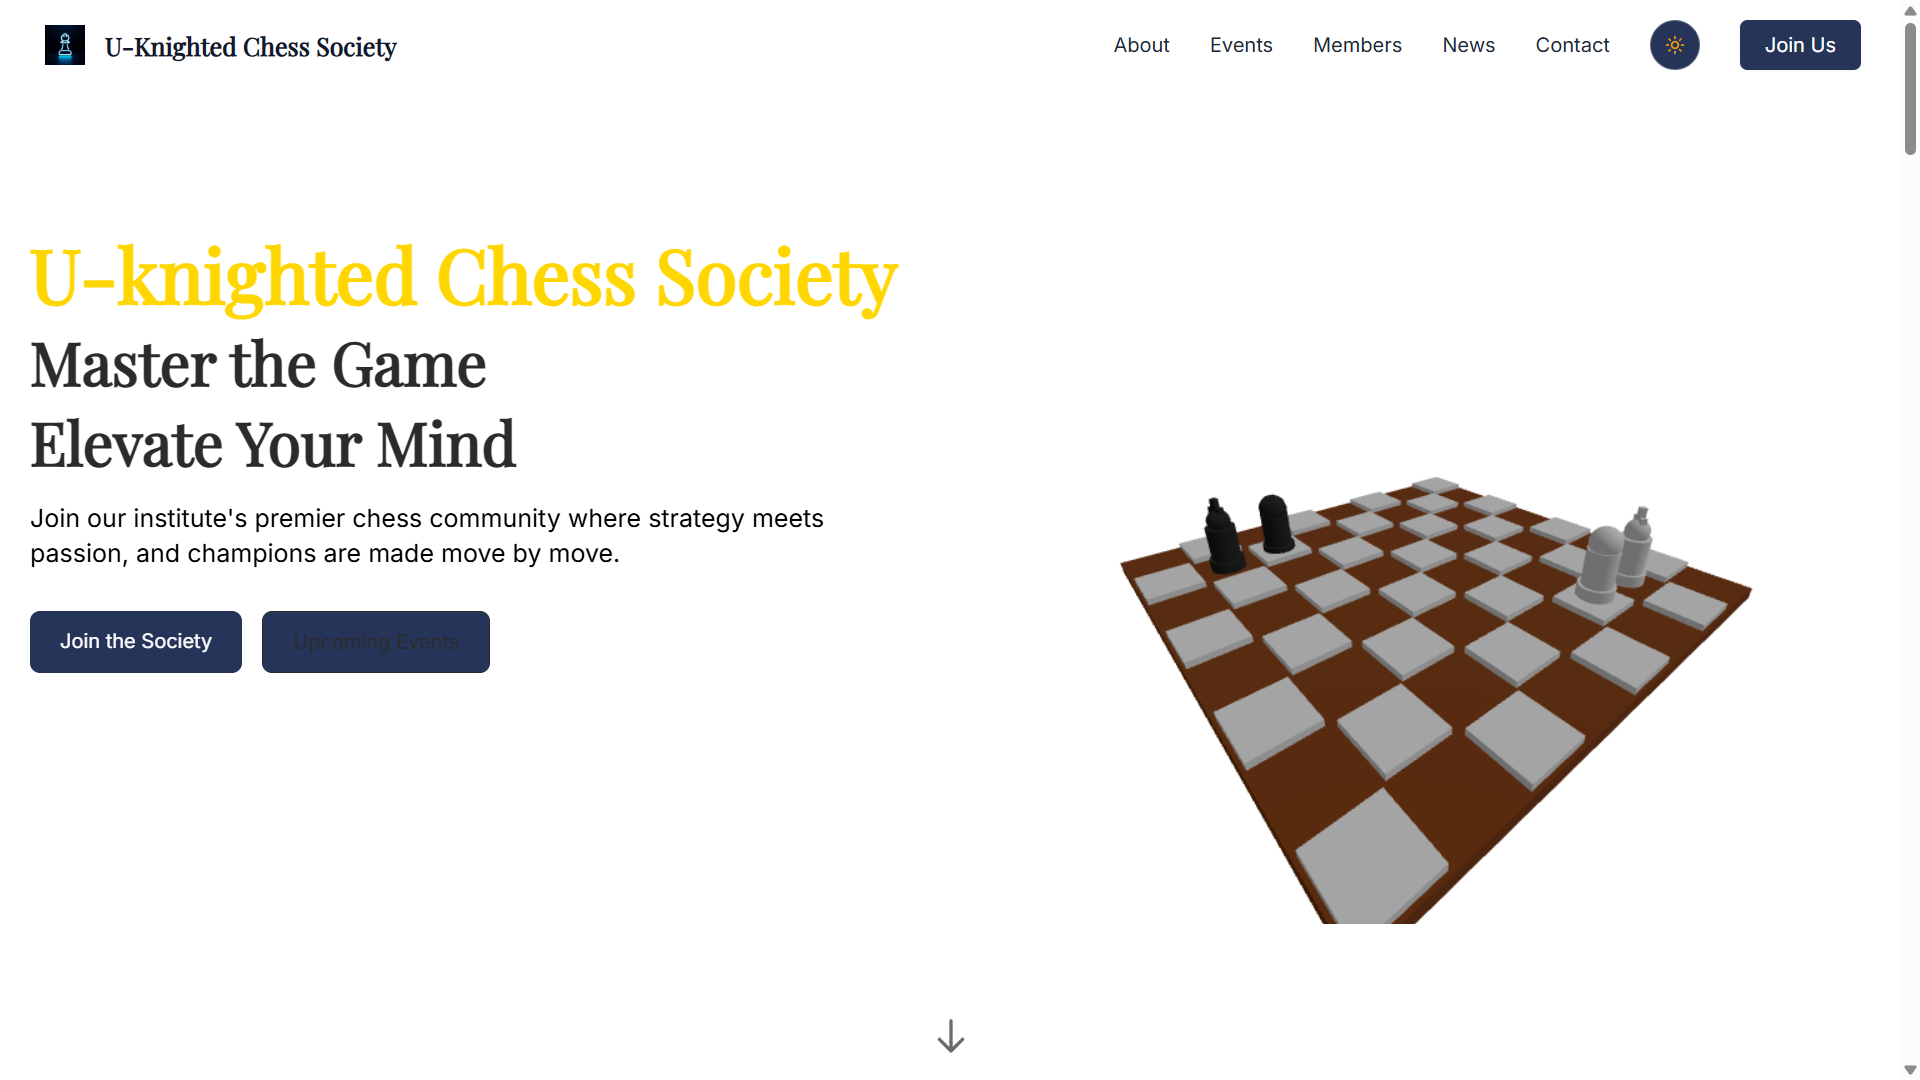 U-Knighted Chess Society
About
Events
Members
News
Contact
Join Us
U-knighted Chess Society
Master the Game
Elevate Your Mind
Join our institute's premier chess community where strategy meets
passion, and champions are made move by move.
Join the Society
Upcoming Events